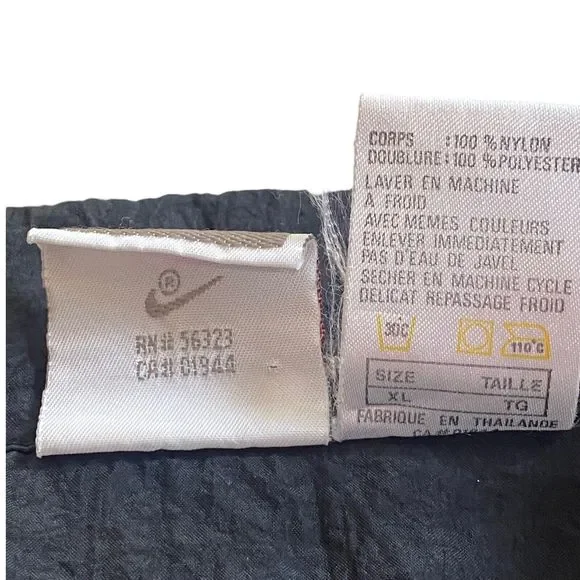 ®
RN# 56323
CA# 01944
CORPS :100 % NYLON
DOUBLURE:100 % POLYESTER
LAVER EN MACHINE
A FROID
AVEC MEMES COULEURS
ENLEVER IMMEDIATEMENT
PAS D'EAU DE JAVEL
SECHER EN MACHINE CYCLE
DELICAT REPASSAGE FROID
30°C
110°C
SIZE TAILLE
XL TG
FABRIQUE EN THAILANDE
CA#